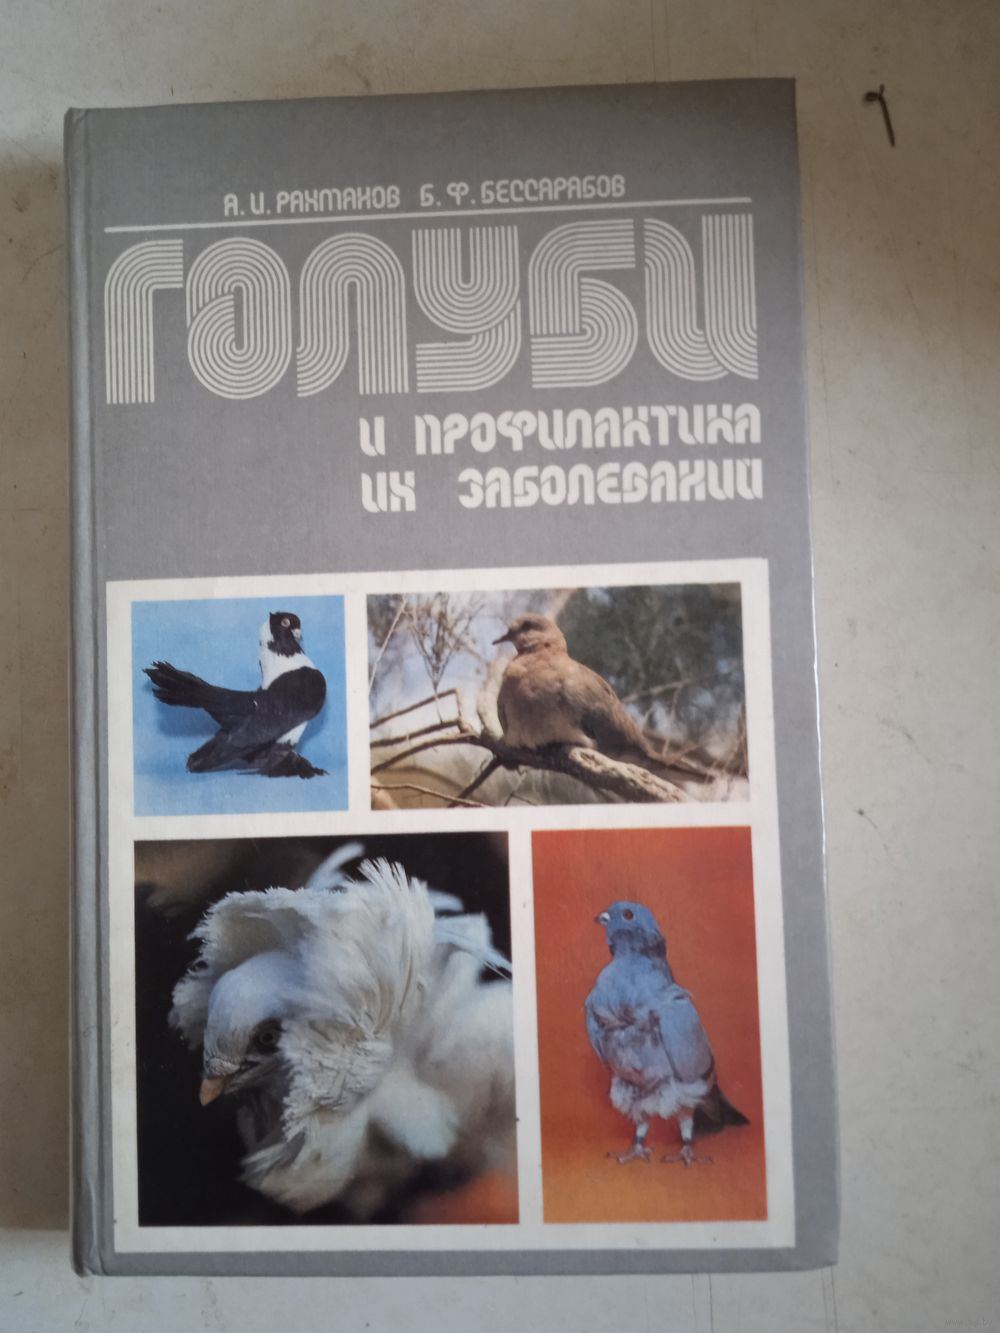 А. И. РАХМАНОВ Б. Ф. БЕССАРАБОВ
ГОЛУБИ
И ПРОФИЛАКТИКА
ИХ ЗАБОЛЕВАНИЙ